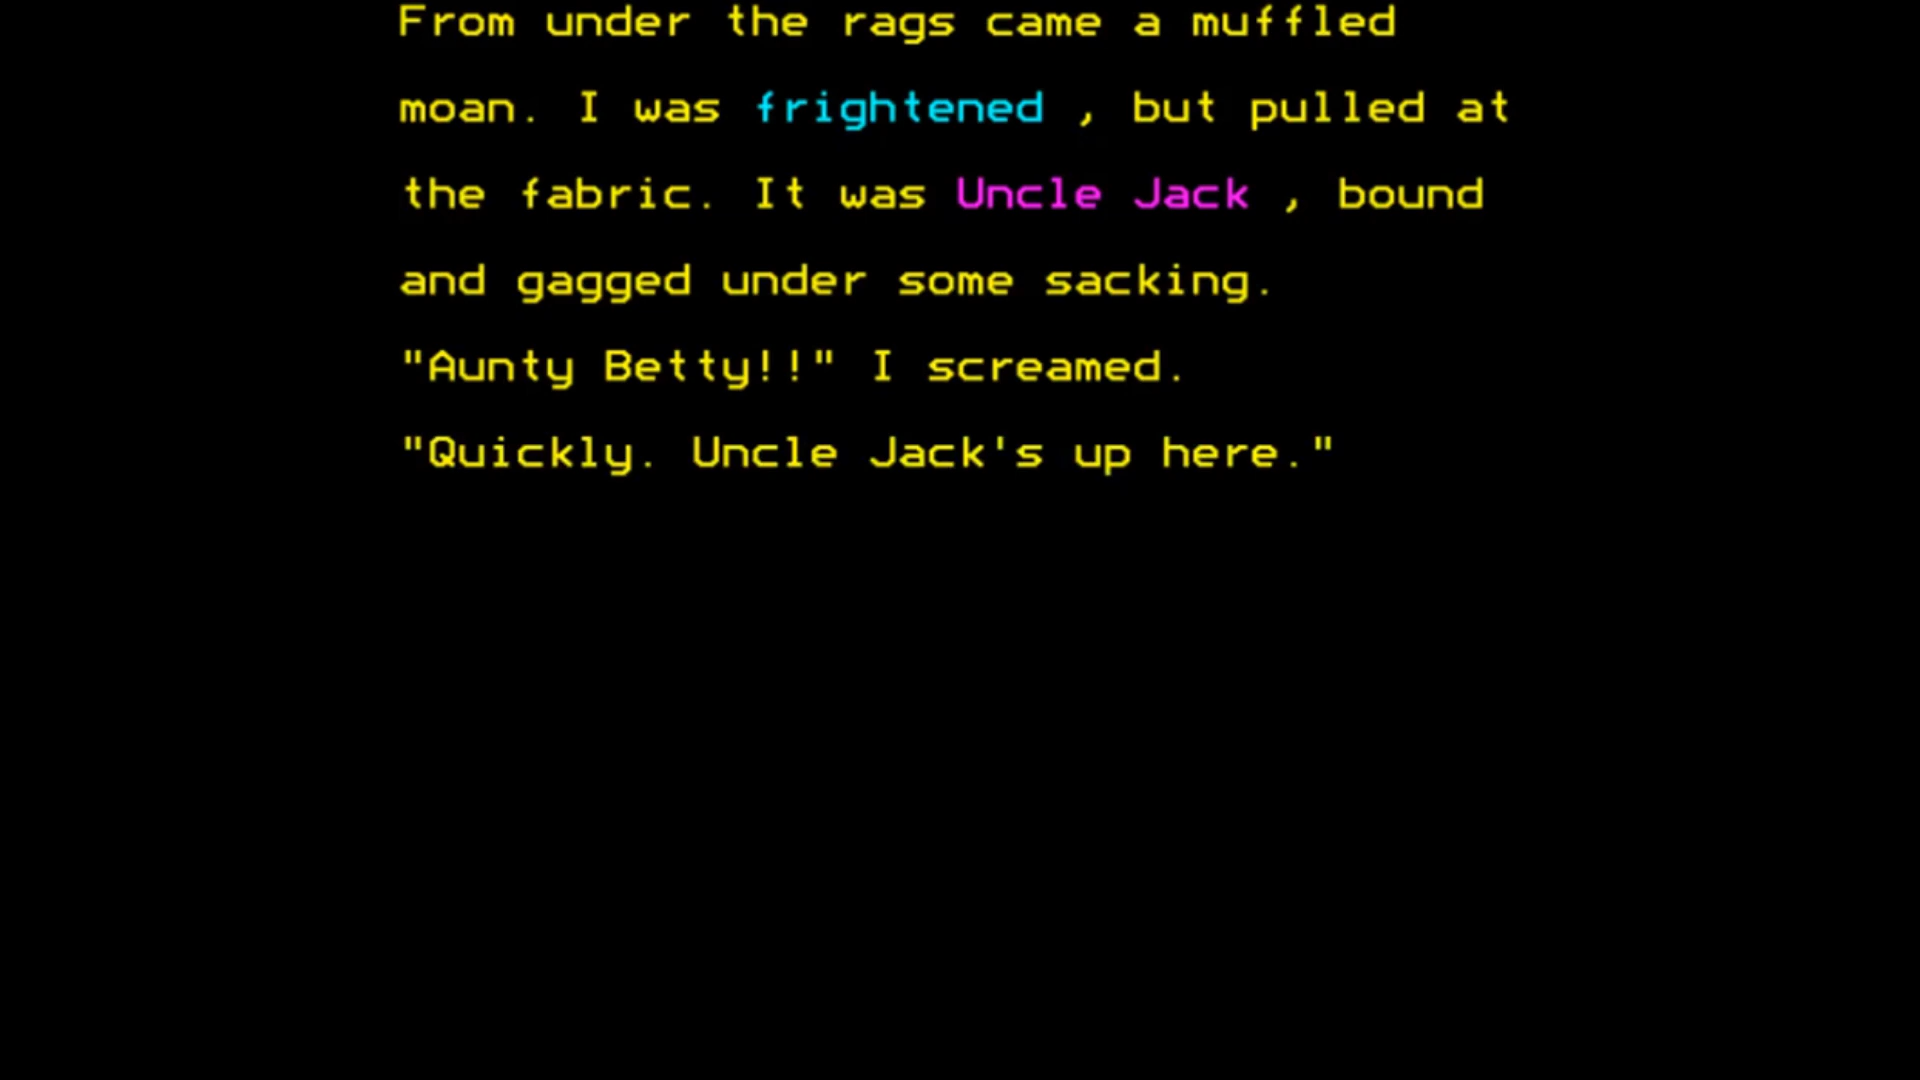 From under the rags came a muffled
moan. I was frightened , but pulled at
the fabric. It was Uncle Jack , bound
and gagged under some sacking.
"Aunty Betty!!" I screamed.
"Quickly. Uncle Jack's up here."